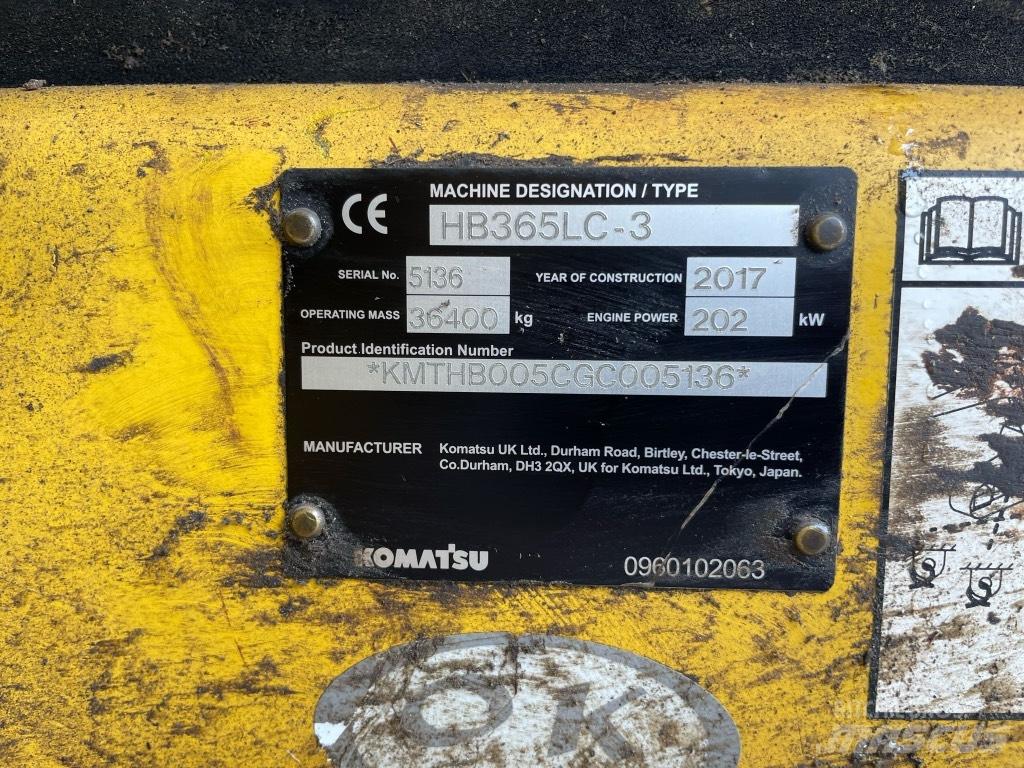 CE
MACHINE DESIGNATION / TYPE
HB365LC-3
SERIAL No. 5136 YEAR OF CONSTRUCTION 2017
OPERATING MASS 36400 kg ENGINE POWER 202 kW
Product Identification Number
*KMTHB005CGC005136*
MANUFACTURER Komatsu UK Ltd., Durham Road, Birtley, Chester-le-Street,
Co.Durham, DH3 2QX, UK for Komatsu Ltd., Tokyo, Japan.
KOMATSU 0960102063
OK
MASCUS